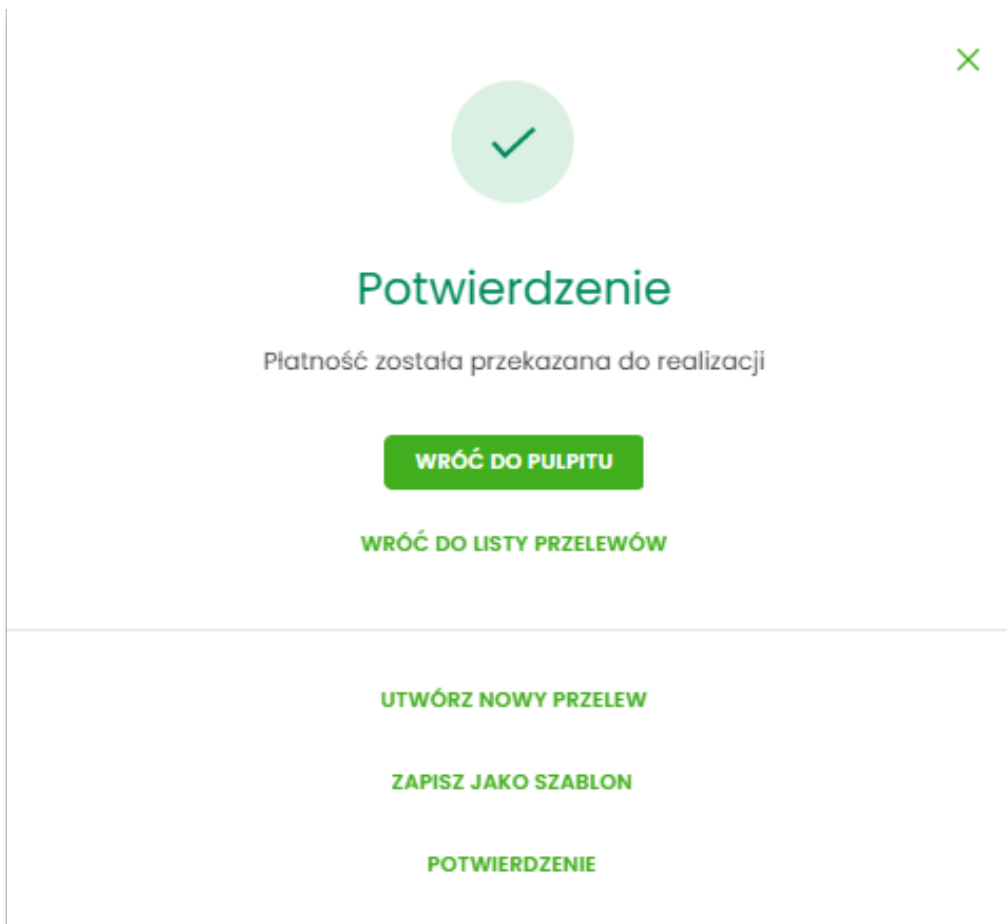 Potwierdzenie
Płatność została przekazana do realizacji
WRÓĆ DO PULPITU
WRÓĆ DO LISTY PRZELEWÓW
UTWÓRZ NOWY PRZELEW
ZAPISZ JAKO SZABLON
POTWIERDZENIE